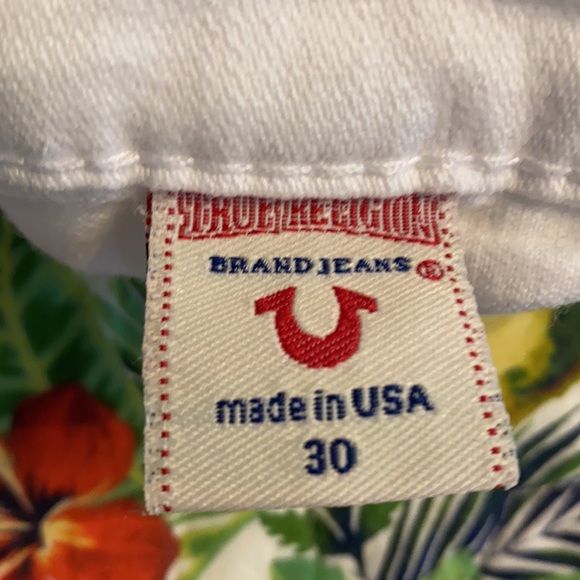 TRUE RELIGION
BRAND JEANS ®
made in USA
30